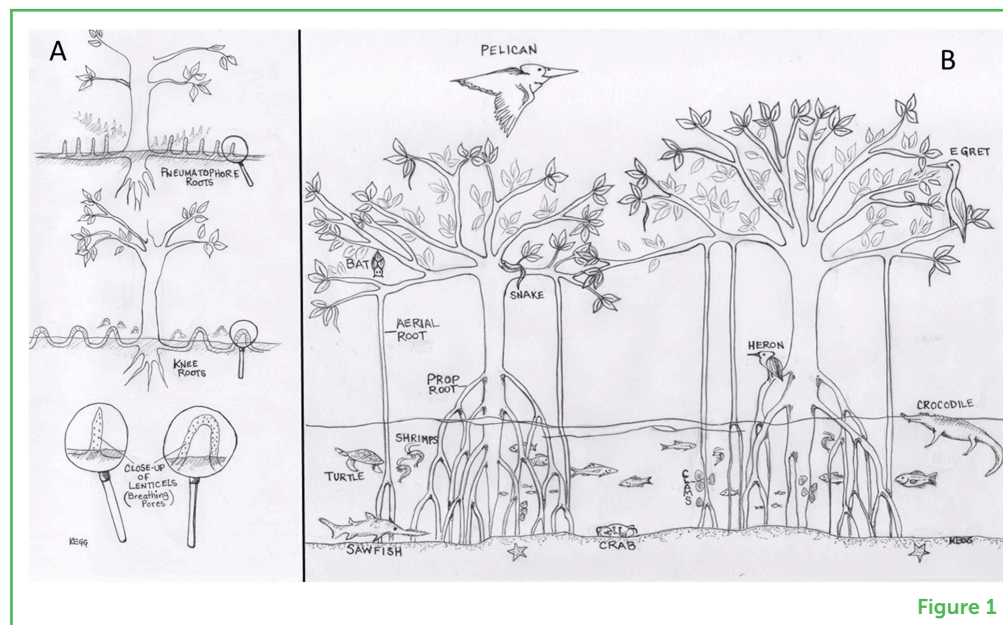 A
PNEUMATOPHORE
ROOTS
KNEE
ROOTS
CLOSE-UP
OF
LENTICELS
(Breathing
Pores)
KEGG
B
PELICAN
EGRET
BAT
SNAKE
AERIAL
ROOT
HERON
PROP
ROOT
CROCODILE
SHRIMPS
TURTLE
CLAMS
SAWFISH
CRAB
KEGG
Figure 1